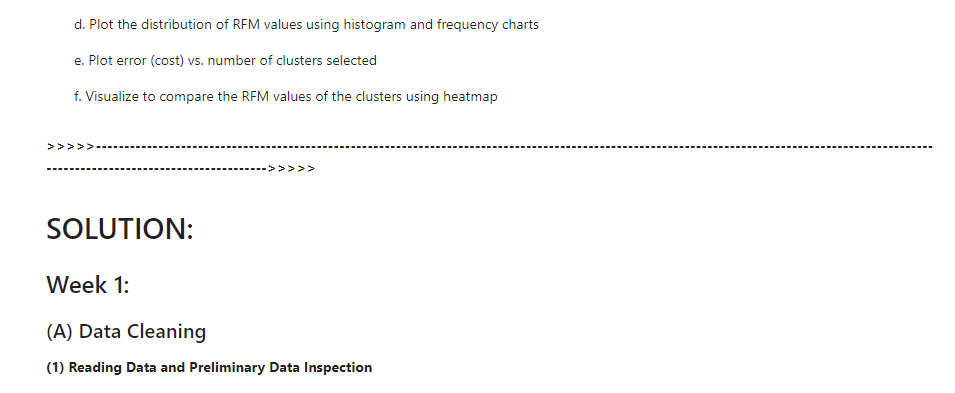 d. Plot the distribution of RFM values using histogram and frequency charts
e. Plot error (cost) vs. number of clusters selected
f. Visualize to compare the RFM values of the clusters using heatmap
>>>>>----------------------------------------------------------------------------------------------------------------------------------------------------
--------------------------------------->>>>>
SOLUTION:
Week 1:
(A) Data Cleaning
(1) Reading Data and Preliminary Data Inspection